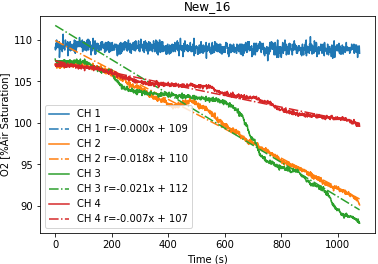 New_16
O2 [%Air Saturation]
110
105
100
95
90
CH 1
CH 1 r=-0.000x + 109
CH 2
CH 2 r=-0.018x + 110
CH 3
CH 3 r=-0.021x + 112
CH 4
CH 4 r=-0.007x + 107
0 200 400 600 800 1000
Time (s)